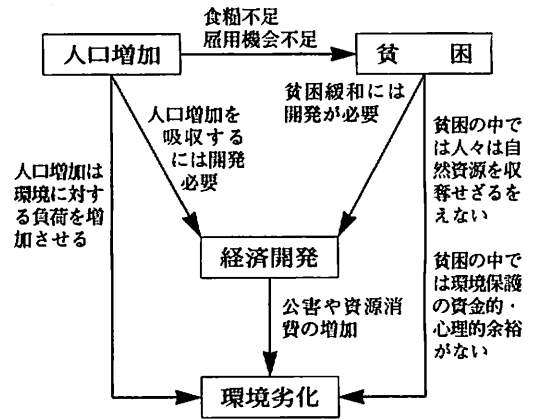 食糧不足
雇用機会不足
人口増加
貧 困
人口増加を
吸収する
には開発
必要
貧困緩和には
開発が必要
人口増加は
環境に対す
る負荷を増
加させる
貧困の中で
は人々は自
然資源を収
奪せざるを
えない
経済開発
貧困の中で
は環境保護
の資金的・
心理的余裕
がない
公害や資源消
費の増加
環境劣化